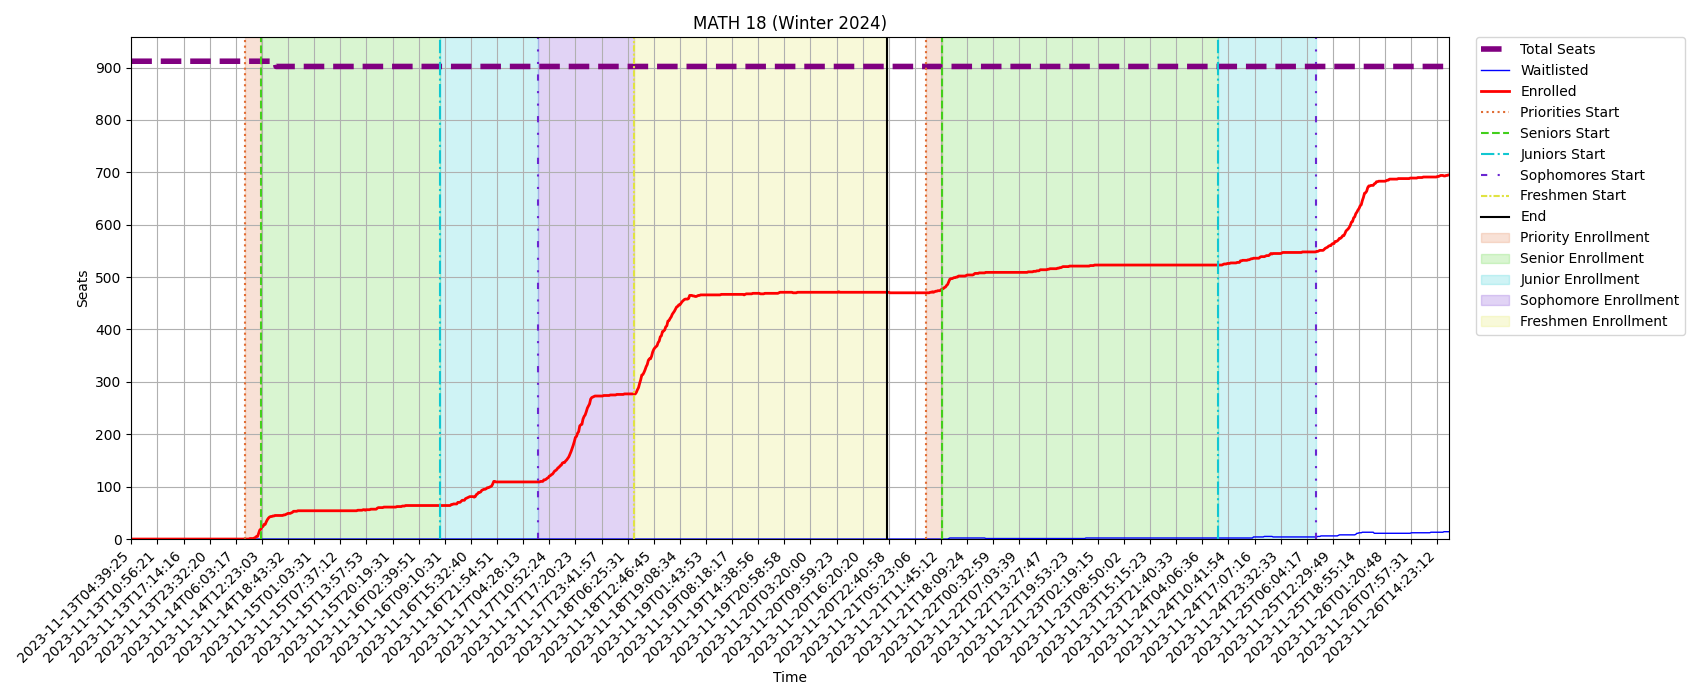 MATH 18 (Winter 2024)
Seats
900
800
700
600
500
400
300
200
100
0
2023-11-13T04:39:25
2023-11-13T10:56:21
2023-11-13T17:14:16
2023-11-13T23:32:20
2023-11-14T06:03:17
2023-11-14T12:23:03
2023-11-14T18:43:32
2023-11-15T01:03:31
2023-11-15T07:37:12
2023-11-15T13:57:53
2023-11-15T20:19:31
2023-11-16T02:39:51
2023-11-16T09:10:31
2023-11-16T15:32:40
2023-11-16T21:54:51
2023-11-17T04:28:13
2023-11-17T10:52:24
2023-11-17T17:20:23
2023-11-17T23:41:57
2023-11-18T06:25:31
2023-11-18T12:46:45
2023-11-18T19:08:34
2023-11-19T01:43:53
2023-11-19T08:18:17
2023-11-19T14:38:56
2023-11-19T20:58:58
2023-11-20T03:20:00
2023-11-20T09:59:23
2023-11-20T16:20:20
2023-11-20T22:40:58
2023-11-21T05:23:06
2023-11-21T11:45:12
2023-11-21T18:09:24
2023-11-22T00:32:59
2023-11-22T07:03:39
2023-11-22T13:27:47
2023-11-22T19:53:23
2023-11-23T02:19:15
2023-11-23T08:50:02
2023-11-23T15:15:23
2023-11-23T21:40:33
2023-11-24T04:06:36
2023-11-24T10:41:54
2023-11-24T17:07:16
2023-11-24T23:32:33
2023-11-25T06:04:17
2023-11-25T12:29:49
2023-11-25T18:55:14
2023-11-26T01:20:48
2023-11-26T07:57:31
2023-11-26T14:23:12
Time
Total Seats
Waitlisted
Enrolled
Priorities Start
Seniors Start
Juniors Start
Sophomores Start
Freshmen Start
End
Priority Enrollment
Senior Enrollment
Junior Enrollment
Sophomore Enrollment
Freshmen Enrollment